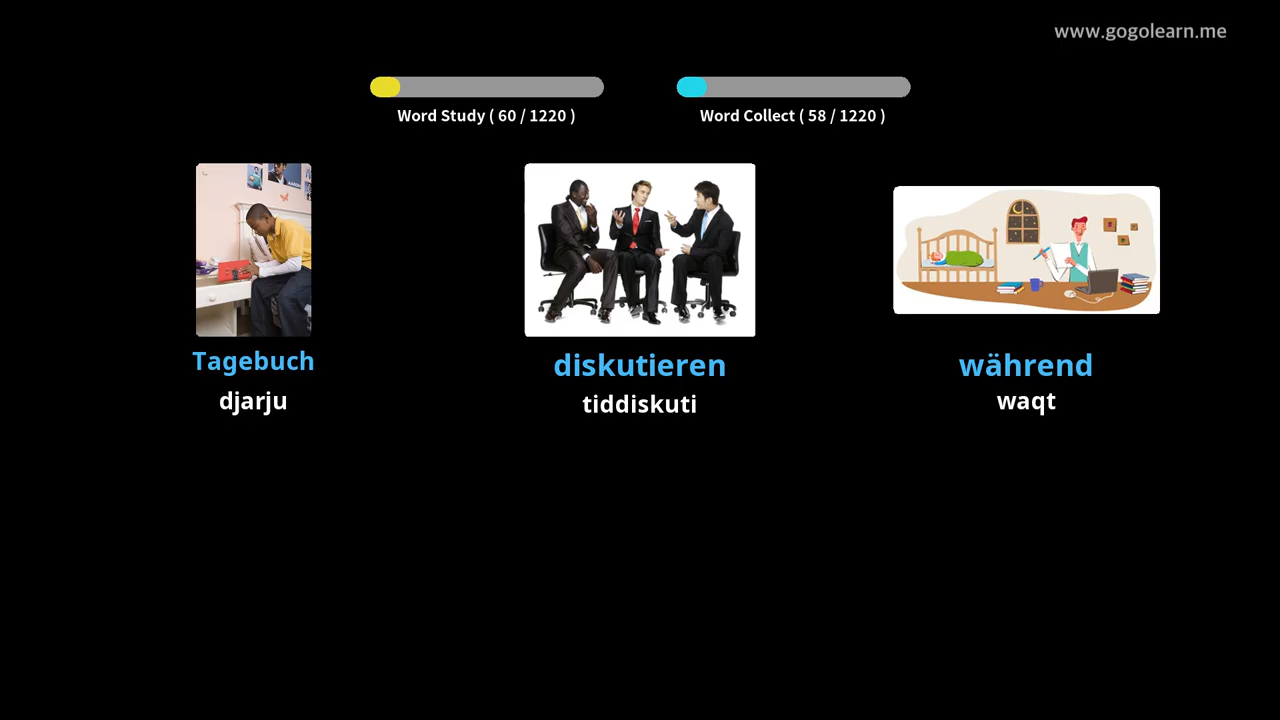 www.gogolearn.me
Word Study ( 60 / 1220 )
Word Collect ( 58 / 1220 )
Tagebuch
djarju
diskutieren
tiddiskuti
während
waqt